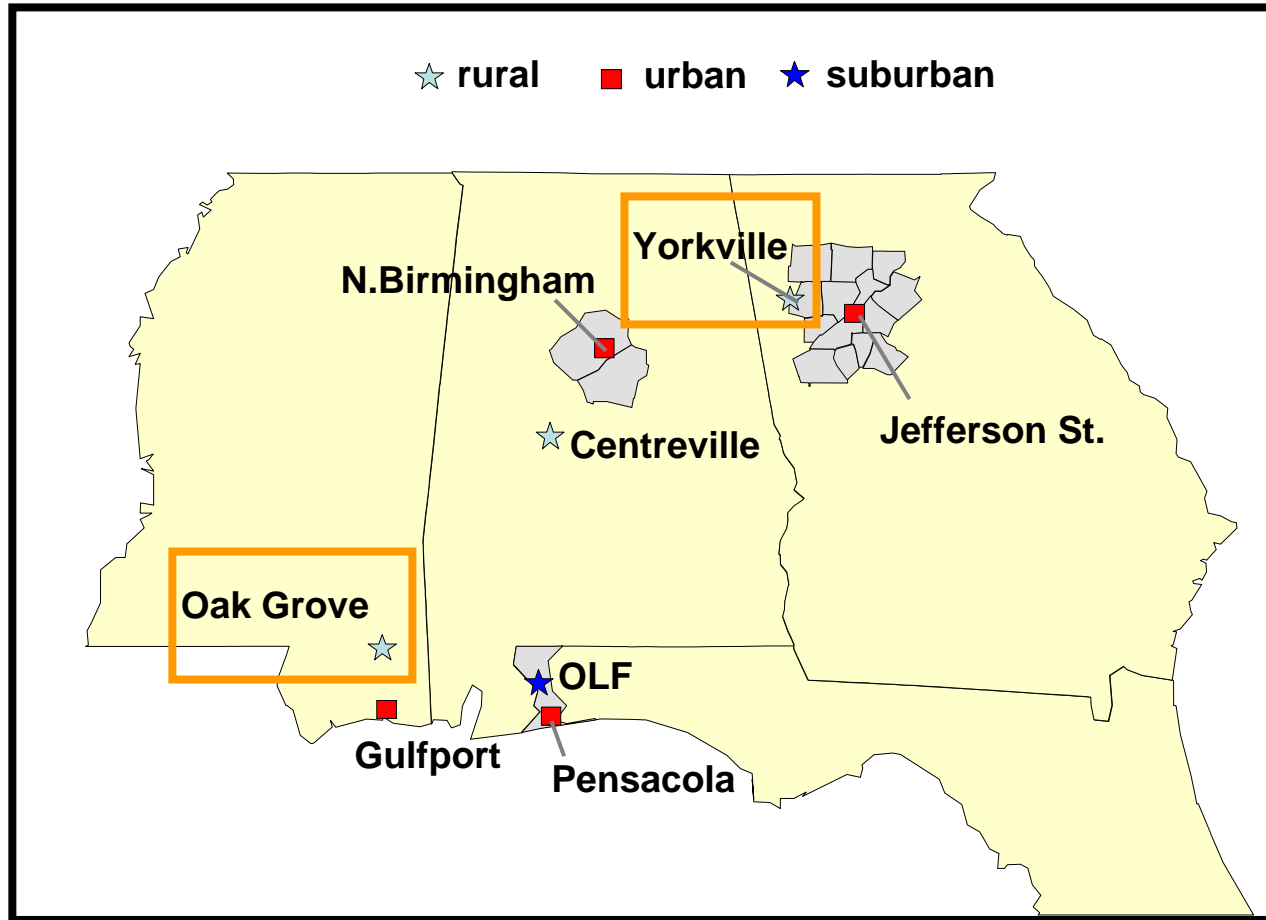 rural urban suburban
Yorkville
N.Birmingham
Jefferson St.
Centreville
Oak Grove
OLF
Gulfport
Pensacola